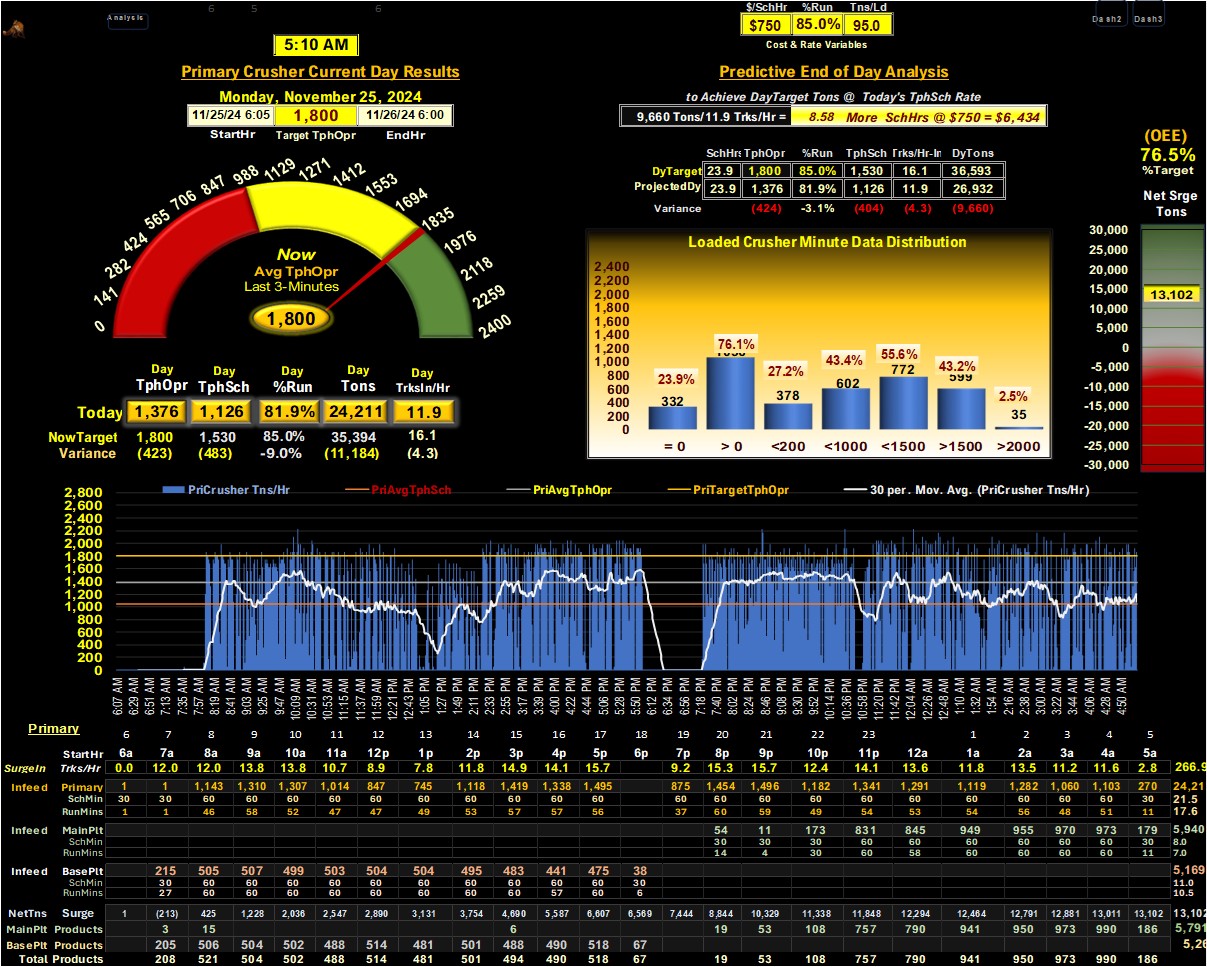 6 5 6
Analysis
$/SchHr %Run Tns/Ld
$750 85.0% 95.0
Cost & Rate Variables
Dash2 Dash3
5:10 AM
Primary Crusher Current Day Results
Monday, November 25, 2024
11/25/24 6:05 1,800 11/26/24 6:00
StartHr Target TphOpr EndHr
0 141 282 424 565 706 847 988 1129 1271 1412 1553 1694 1835 1976 2118 2259 2400
Now
Avg TphOpr
Last 3-Minutes
1,800
Day Day Day Day Day
TphOpr TphSch %Run Tons TrksIn/Hr
Today 1,376 1,126 81.9% 24,211 11.9
NowTarget 1,800 1,530 85.0% 35,394 16.1
Variance (423) (483) -9.0% (11,184) (4.3)
Predictive End of Day Analysis
to Achieve DayTarget Tons @ Today's TphSch Rate
9,660 Tons/11.9 Trks/Hr = 8.58 More SchHrs @ $750 = $6,434
SchHrs TphOpr %Run TphSch Trks/Hr-In DyTons
DyTarget 23.9 1,800 85.0% 1,530 16.1 36,593
ProjectedDy 23.9 1,376 81.9% 1,126 11.9 26,932
Variance (424) -3.1% (404) (4.3) (9,660)
(OEE)
76.5%
%Target
Net Srge
Tons
30,000
25,000
20,000
15,000
13,102
10,000
5,000
0
-5,000
-10,000
-15,000
-20,000
-25,000
-30,000
Loaded Crusher Minute Data Distribution
2,400
2,200
2,000
1,800
1,600
1,400
1,200
1,000
800
600
400
200
0
23.9% 76.1% 27.2% 43.4% 55.6% 43.2% 2.5%
332 378 602 772 599 35
= 0 > 0 <200 <1000 <1500 >1500 >2000
PriCrusher Tns/Hr PriAvgTphSch PriAvgTphOpr PriTargetTphOpr 30 per. Mov. Avg. (PriCrusher Tns/Hr)
2,800
2,600
2,400
2,200
2,000
1,800
1,600
1,400
1,200
1,000
800
600
400
200
0
6:07 AM 6:29 AM 6:51 AM 7:13 AM 7:35 AM 7:57 AM 8:19 AM 8:41 AM 9:03 AM 9:25 AM 9:47 AM 10:09 AM 10:31 AM 10:53 AM 11:15 AM 11:37 AM 11:59 AM 12:21 PM 12:43 PM 1:05 PM 1:27 PM 1:49 PM 2:11 PM 2:33 PM 2:55 PM 3:17 PM 3:39 PM 4:00 PM 4:22 PM 4:44 PM 5:06 PM 5:28 PM 5:50 PM 6:12 PM 6:34 PM 6:56 PM 7:18 PM 7:40 PM 8:02 PM 8:24 PM 8:46 PM 9:08 PM 9:30 PM 9:52 PM 10:14 PM 10:36 PM 10:58 PM 11:20 PM 11:42 PM 12:04 AM 12:26 AM 12:48 AM 1:10 AM 1:32 AM 1:54 AM 2:16 AM 2:38 AM 3:00 AM 3:22 AM 3:44 AM 4:06 AM 4:28 AM 4:50 AM
Primary 6 7 8 9 10 11 12 13 14 15 16 17 18 19 20 21 22 23 1 2 3 4 5
StartHr 6a 7a 8a 9a 10a 11a 12p 1p 2p 3p 4p 5p 6p 7p 8p 9p 10p 11p 12a 1a 2a 3a 4a 5a
SurgeIn Trks/Hr 0.0 12.0 12.0 13.8 13.8 10.7 8.9 7.8 11.8 14.9 14.1 15.7 9.2 15.3 15.7 12.4 14.1 13.6 11.8 13.5 11.2 11.6 2.8 266.9
Infeed Primary 1 1 1,143 1,310 1,307 1,014 847 745 1,118 1,419 1,338 1,495 875 1,454 1,496 1,182 1,341 1,291 1,119 1,282 1,060 1,103 270 24,21
SchMin 30 30 60 60 60 60 60 60 60 60 60 60 60 60 60 60 60 60 60 60 60 60 30 21.5
RunMins 1 1 46 58 52 47 47 49 53 57 57 56 37 60 59 49 54 53 54 56 48 51 11 17.6
Infeed MainPlt 54 11 173 831 845 949 955 970 973 179 5,940
SchMin 30 30 30 60 60 60 60 60 60 30 8.0
RunMins 14 4 30 60 58 60 60 60 60 11 7.0
Infeed BasePlt 215 505 507 499 503 504 504 495 483 441 475 38 5,169
SchMin 30 60 60 60 60 60 60 60 60 60 60 30 11.0
RunMins 27 60 60 60 60 60 60 60 60 57 60 6 10.5
NetTns Surge 1 (213) 425 1,228 2,036 2,547 2,890 3,131 3,754 4,690 5,587 6,607 6,569 7,444 8,844 10,329 11,338 11,848 12,294 12,464 12,791 12,881 13,011 13,102 13,102
MainPlt Products 3 15 6 19 53 108 757 790 941 950 973 990 186 5,791
BasePlt Products 205 506 504 502 488 514 481 501 488 490 518 67 5,26
Total Products 208 521 504 502 488 514 481 501 494 490 518 67 19 53 108 757 790 941 950 973 990 186